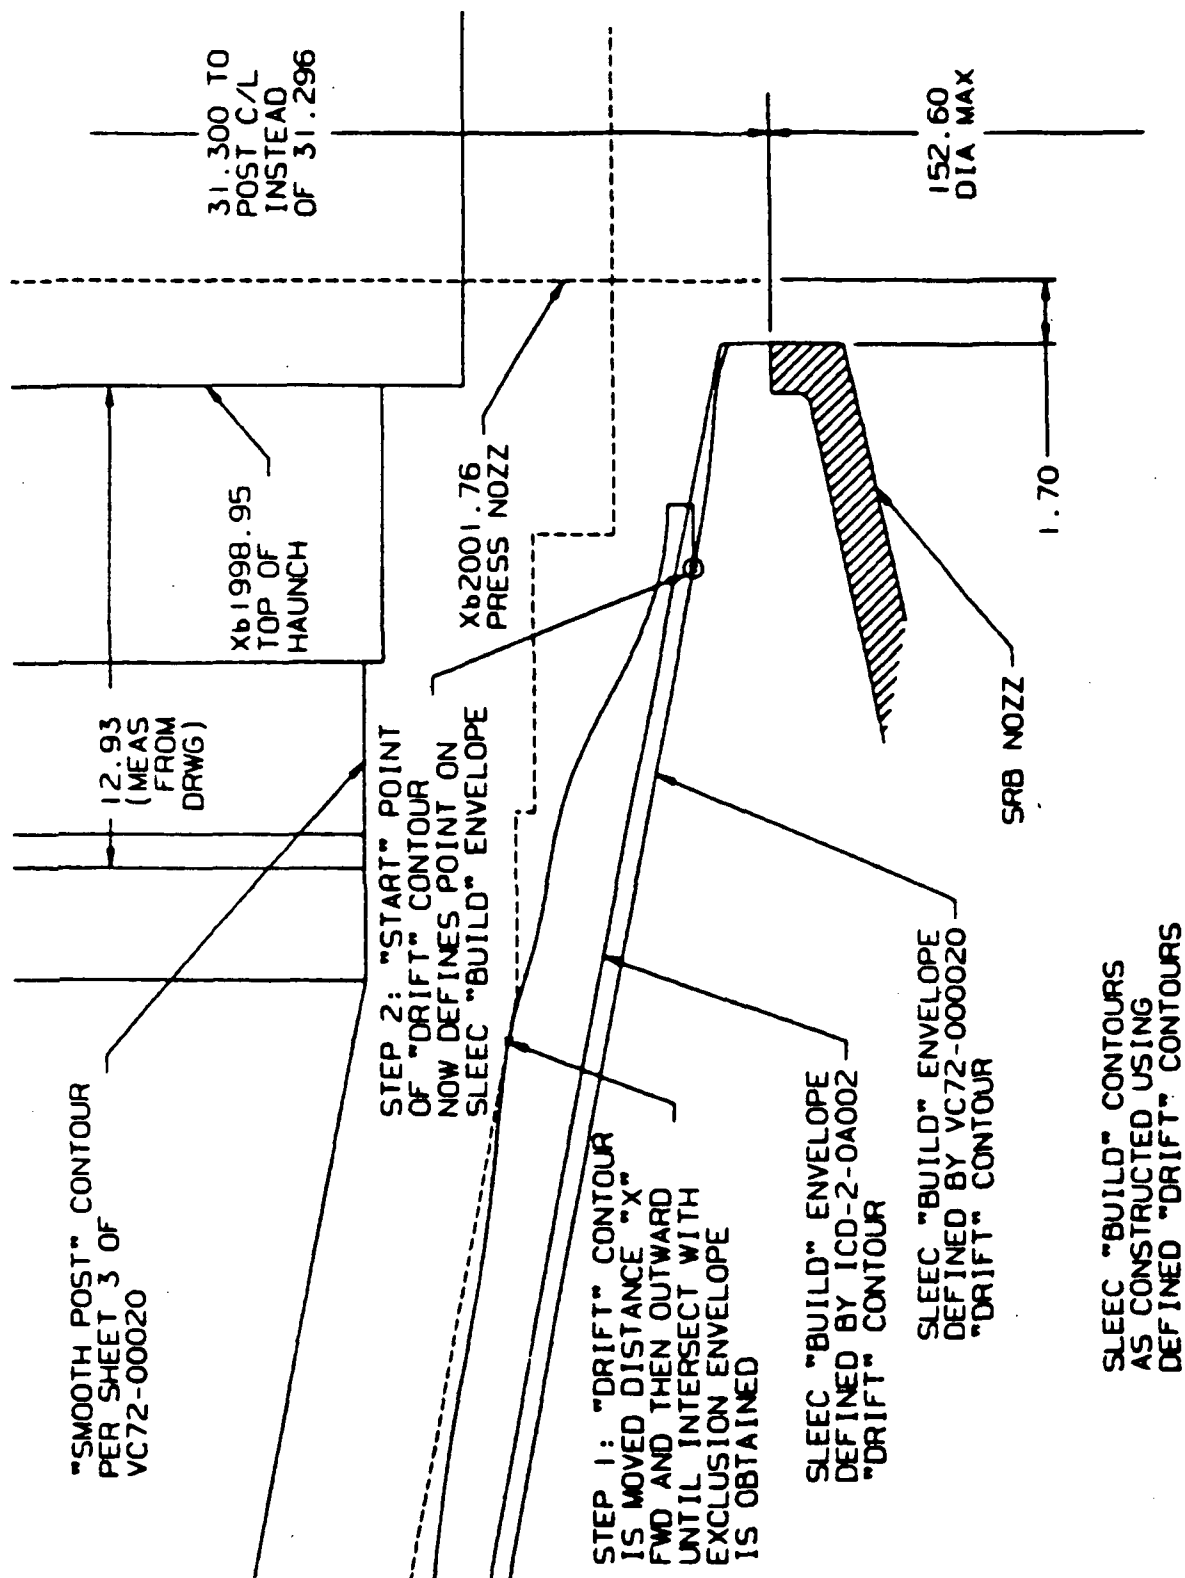 "SMOOTH POST" CONTOUR
PER SHEET 3 OF
VC72-00020
12.93
(MEAS
FROM
DRWG)
Xb1998.95
TOP OF
HAUNCH
31.300 TO
POST C/L
INSTEAD
OF 31.296
STEP 2: "START" POINT
OF "DRIFT" CONTOUR
NOW DEFINES POINT ON
SLEEC "BUILD" ENVELOPE
Xb2001.76
PRESS NOZZ
STEP 1: "DRIFT" CONTOUR
IS MOVED DISTANCE "X"
FWD AND THEN OUTWARD
UNTIL INTERSECT WITH
EXCLUSION ENVELOPE
IS OBTAINED
SLEEC "BUILD" ENVELOPE
DEFINED BY ICD-2-0A002
"DRIFT" CONTOUR
SLEEC "BUILD" ENVELOPE
DEFINED BY VC72-000020
"DRIFT" CONTOUR
SRB NOZZ
1.70
152.60
DIA MAX
SLEEC "BUILD" CONTOURS
AS CONSTRUCTED USING
DEFINED "DRIFT" CONTOURS